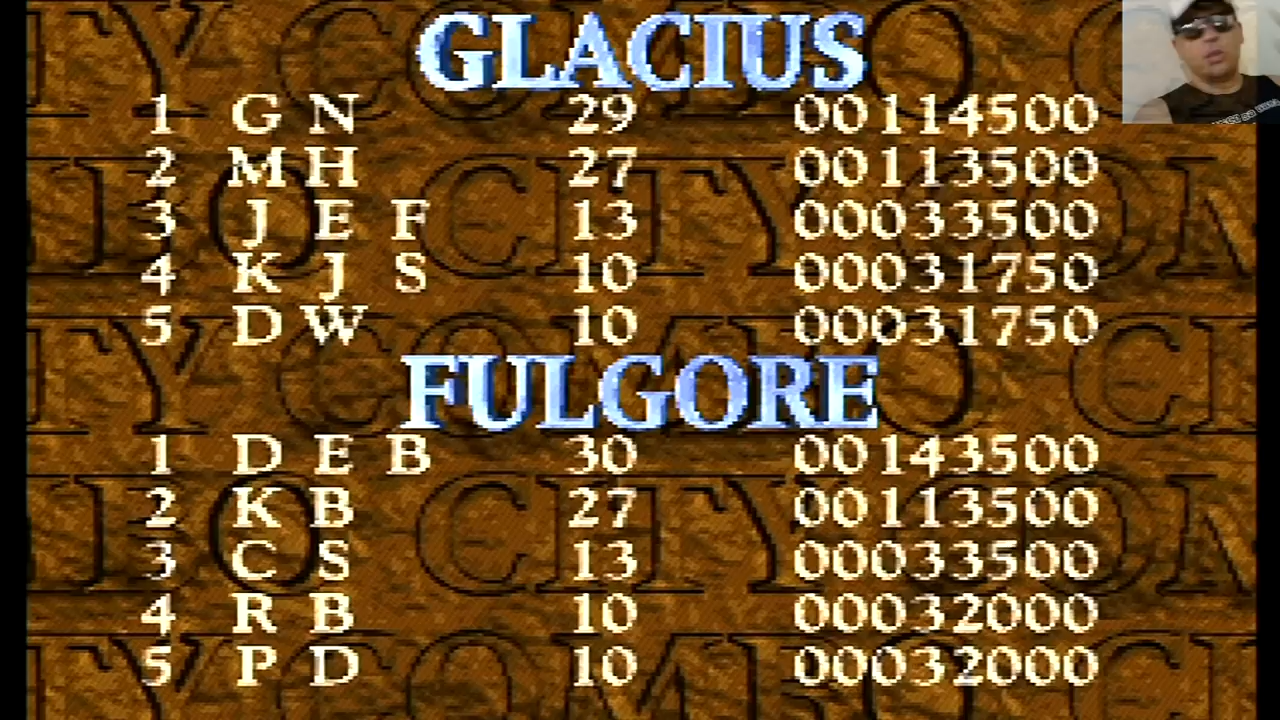 GLACIUS
1 G N 29 00114500
2 M H 27 00113500
3 J E F 13 00033500
4 K J S 10 00031750
5 D W 10 00031750
FULGORE
1 D E B 30 00143500
2 K B 27 00113500
3 C S 13 00033500
4 R B 10 00032000
5 P D 10 00032000